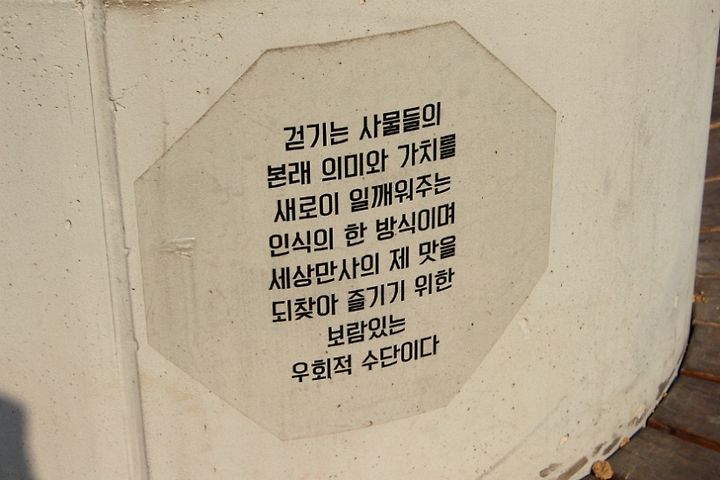 걷기는 사물들의
본래 의미와 가치를
새로이 일깨워주는
인식의 한 방식이며
세상만사의 제 맛을
되찾아 즐기기 위한
보람있는
우회적 수단이다